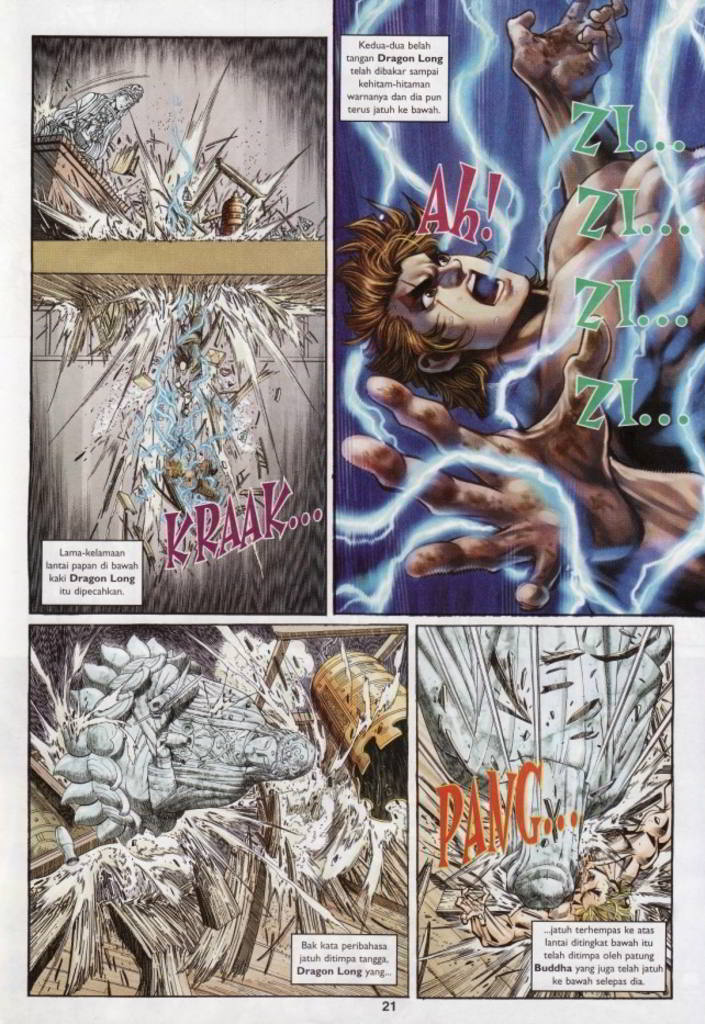 KRAAK...
Lama-kelamaan
lantai papan di bawah
kaki Dragon Long
itu dipecahkan.
Kedua-dua belah
tangan Dragon Long
telah dibakar sampai
kehitam-hitaman
warnanya dan dia pun
terus jatuh ke bawah.
Ah!
ZI...
ZI...
ZI...
ZI...
Bak kata peribahasa
jatuh ditimpa tangga,
Dragon Long yang...
PANG...
...jatuh terhempas ke atas
lantai ditingkat bawah itu
telah ditimpa oleh patung
Buddha yang juga telah jatuh
ke bawah selepas dia.
21